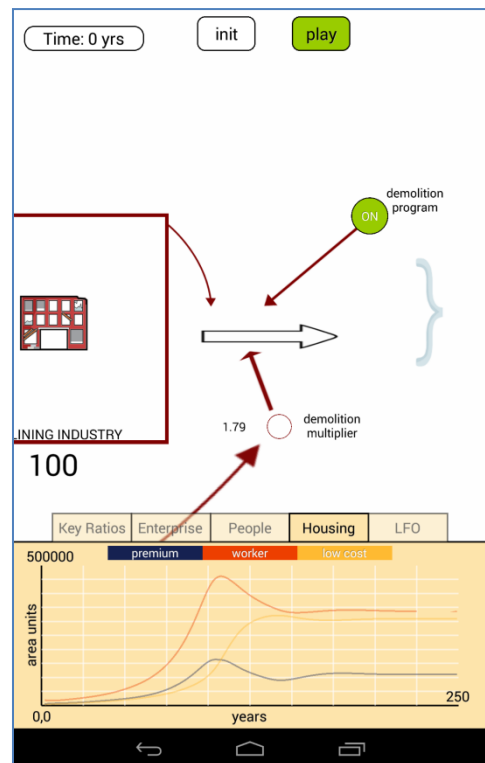 Time: 0 yrs
init
play
demolition
program
ON
LINING INDUSTRY
100
1.79
demolition
multiplier
Key Ratios
Enterprise
People
Housing
LFO
500000
premium
worker
low cost
area units
250
0,0
years